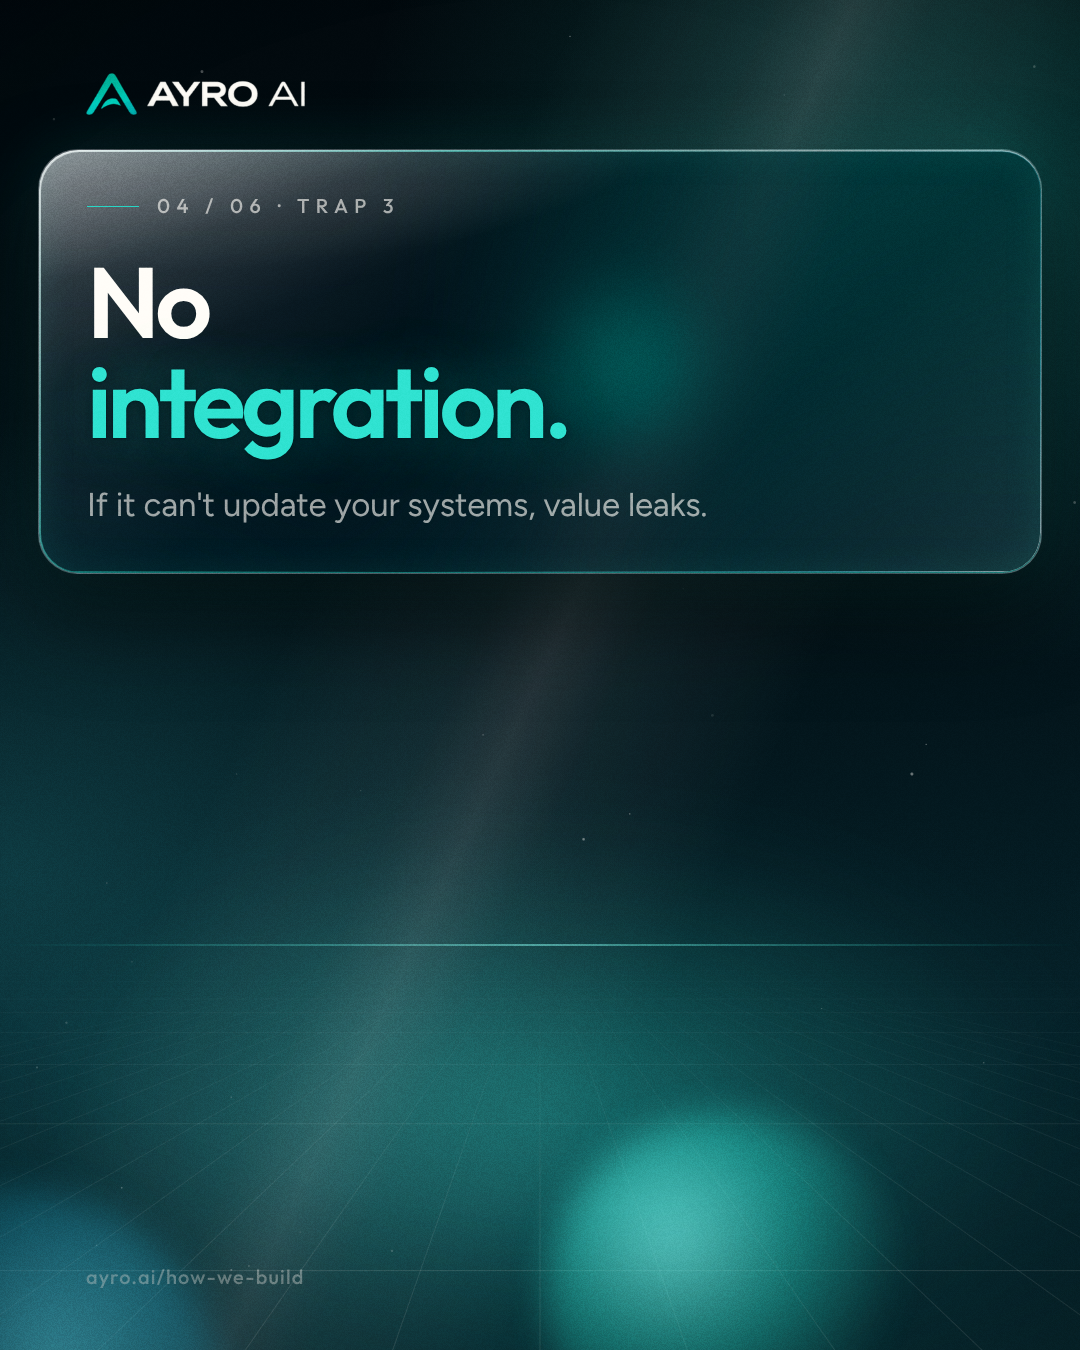 AYRO AI
04 / 06 · TRAP 3
No
integration.
If it can't update your systems, value leaks.
ayro.ai/how-we-build